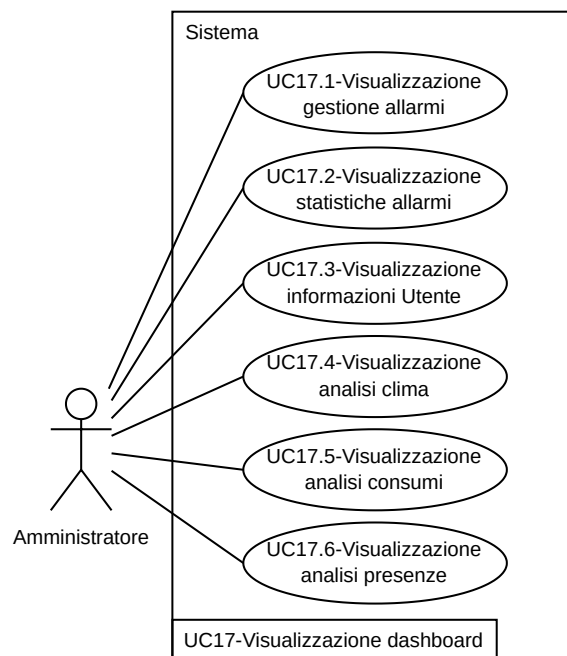 Sistema
UC17.1-Visualizzazione
gestione allarmi
UC17.2-Visualizzazione
statistiche allarmi
UC17.3-Visualizzazione
informazioni Utente
UC17.4-Visualizzazione
analisi clima
UC17.5-Visualizzazione
analisi consumi
Amministratore
UC17.6-Visualizzazione
analisi presenze
UC17-Visualizzazione dashboard